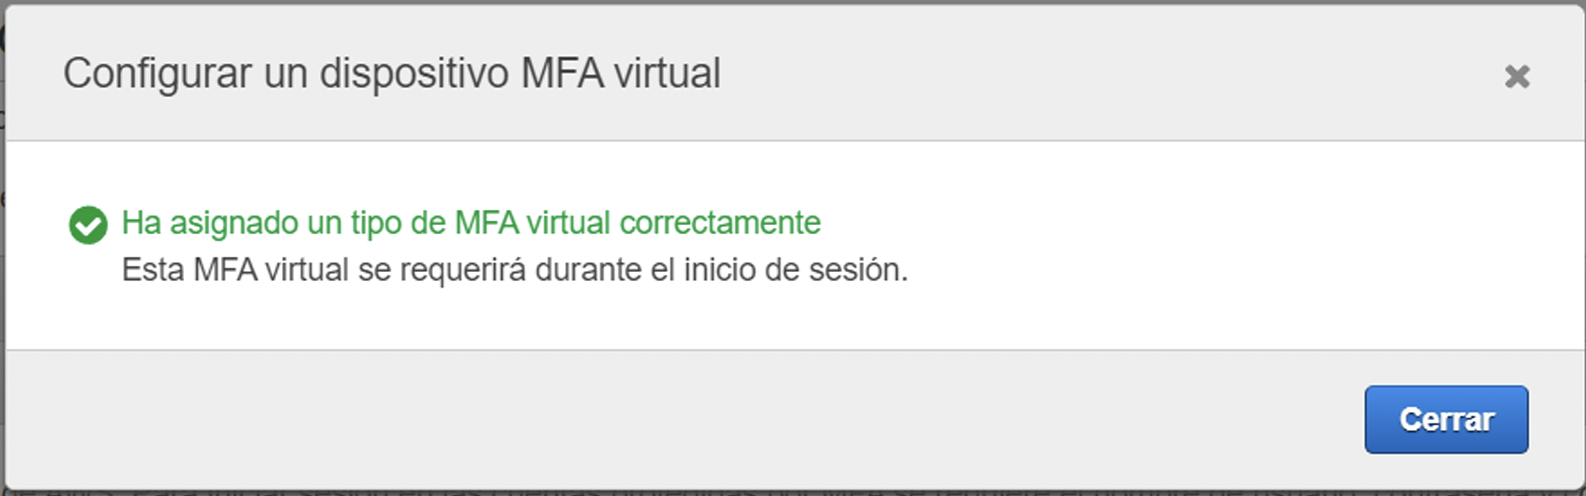 Configurar un dispositivo MFA virtual
Ha asignado un tipo de MFA virtual correctamente
Esta MFA virtual se requerirá durante el inicio de sesión.
Cerrar